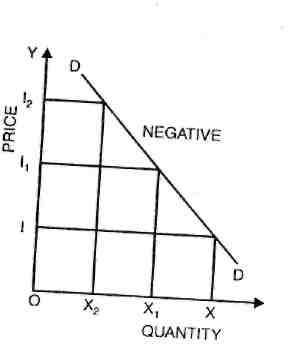 Y
D
I₂
PRICE
NEGATIVE
I₁
I
D
O X₂ X₁ X
QUANTITY